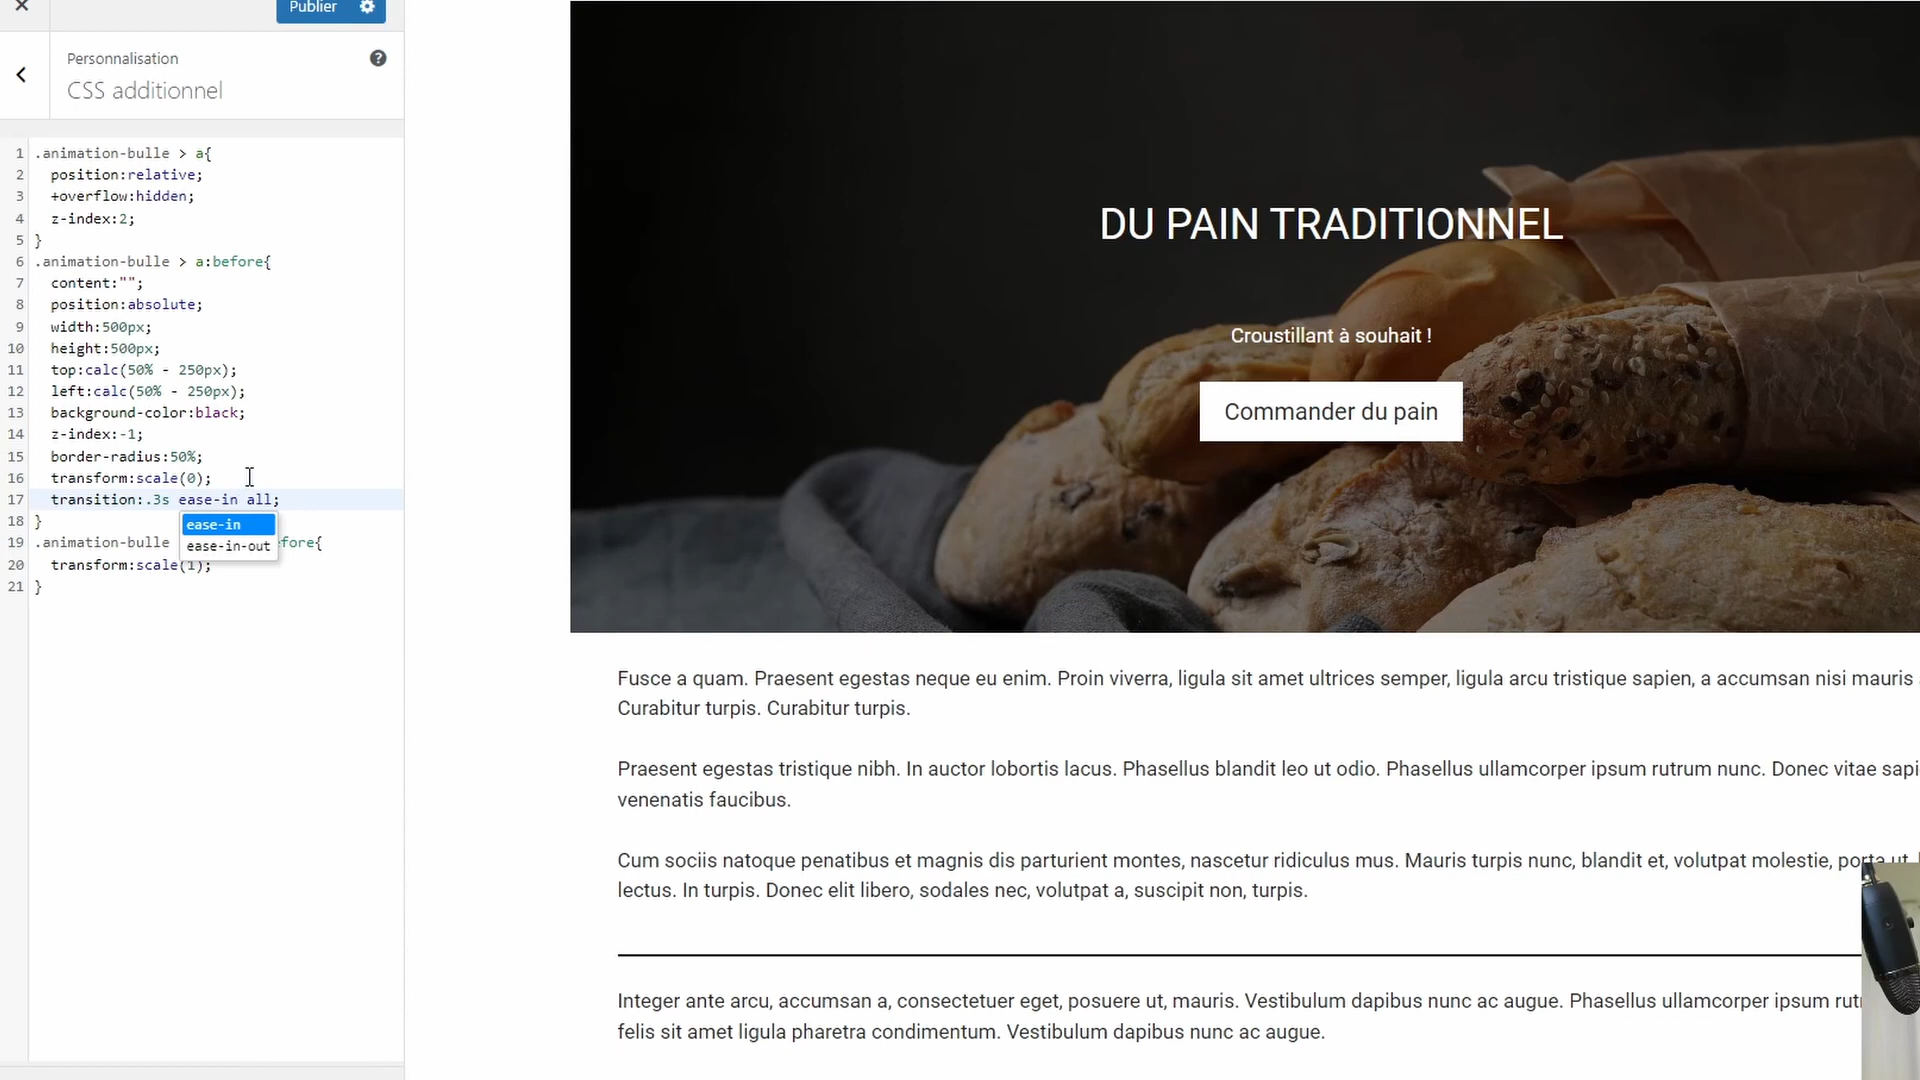 Publier
Personnalisation
CSS additionnel
1 .animation-bulle > a{
2 position:relative;
3 +overflow:hidden;
4 z-index:2;
5 }
6 .animation-bulle > a:before{
7 content:"";
8 position:absolute;
9 width:500px;
10 height:500px;
11 top:calc(50% - 250px);
12 left:calc(50% - 250px);
13 background-color:black;
14 z-index:-1;
15 border-radius:50%;
16 transform:scale(0);
17 transition:.3s ease-in all;
18 }
ease-in
19 .animation-bulle fore{
ease-in-out
20 transform:scale(1);
21 }
DU PAIN TRADITIONNEL
Croustillant à souhait !
Commander du pain
Fusce a quam. Praesent egestas neque eu enim. Proin viverra, ligula sit amet ultrices semper, ligula arcu tristique sapien, a accumsan nisi mauris
Curabitur turpis. Curabitur turpis.
Praesent egestas tristique nibh. In auctor lobortis lacus. Phasellus blandit leo ut odio. Phasellus ullamcorper ipsum rutrum nunc. Donec vitae sapi
venenatis faucibus.
Cum sociis natoque penatibus et magnis dis parturient montes, nascetur ridiculus mus. Mauris turpis nunc, blandit et, volutpat molestie, porta ut,
lectus. In turpis. Donec elit libero, sodales nec, volutpat a, suscipit non, turpis.
Integer ante arcu, accumsan a, consectetuer eget, posuere ut, mauris. Vestibulum dapibus nunc ac augue. Phasellus ullamcorper ipsum rut
felis sit amet ligula pharetra condimentum. Vestibulum dapibus nunc ac augue.